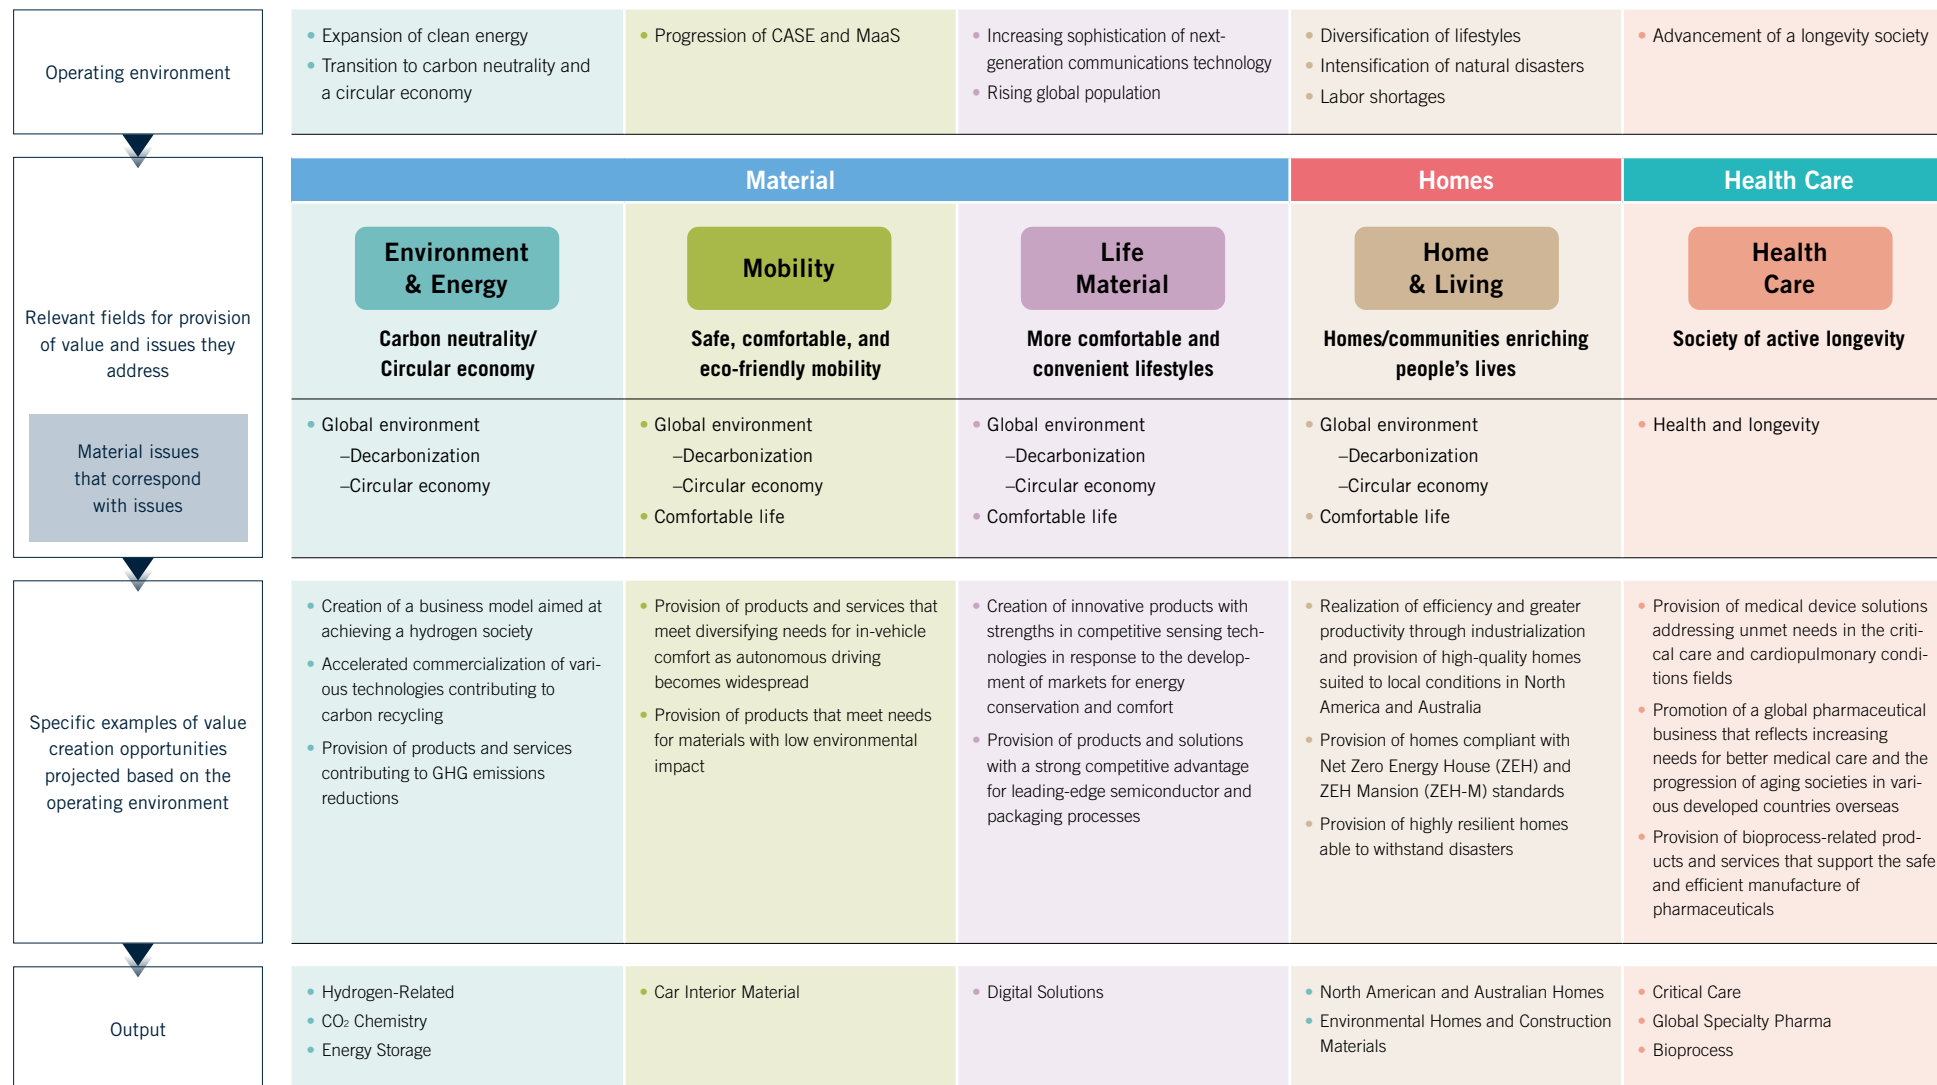 Operating environment
• Expansion of clean energy
• Transition to carbon neutrality and
a circular economy
• Progression of CASE and MaaS
• Increasing sophistication of next-
generation communications technology
• Rising global population
• Diversification of lifestyles
• Intensification of natural disasters
• Labor shortages
• Advancement of a longevity society
Relevant fields for provision
of value and issues they
address
Material issues
that correspond
with issues
Material
Homes
Health Care
Environment
& Energy
Carbon neutrality/
Circular economy
Mobility
Safe, comfortable, and
eco-friendly mobility
Life
Material
More comfortable and
convenient lifestyles
Home
& Living
Homes/communities enriching
people's lives
Health
Care
Society of active longevity
• Global environment
–Decarbonization
–Circular economy
• Global environment
–Decarbonization
–Circular economy
• Comfortable life
• Global environment
–Decarbonization
–Circular economy
• Comfortable life
• Global environment
–Decarbonization
–Circular economy
• Comfortable life
• Health and longevity
Specific examples of value
creation opportunities
projected based on the
operating environment
• Creation of a business model aimed at
achieving a hydrogen society
• Accelerated commercialization of vari-
ous technologies contributing to
carbon recycling
• Provision of products and services
contributing to GHG emissions
reductions
• Provision of products and services that
meet diversifying needs for in-vehicle
comfort as autonomous driving
becomes widespread
• Provision of products that meet needs
for materials with low environmental
impact
• Creation of innovative products with
strengths in competitive sensing tech-
nologies in response to the develop-
ment of markets for energy
conservation and comfort
• Provision of products and solutions
with a strong competitive advantage
for leading-edge semiconductor and
packaging processes
• Realization of efficiency and greater
productivity through industrialization
and provision of high-quality homes
suited to local conditions in North
America and Australia
• Provision of homes compliant with
Net Zero Energy House (ZEH) and
ZEH Mansion (ZEH-M) standards
• Provision of highly resilient homes
able to withstand disasters
• Provision of medical device solutions
addressing unmet needs in the criti-
cal care and cardiopulmonary condi-
tions fields
• Promotion of a global pharmaceutical
business that reflects increasing
needs for better medical care and the
progression of aging societies in vari-
ous developed countries overseas
• Provision of bioprocess-related prod-
ucts and services that support the safe
and efficient manufacture of
pharmaceuticals
Output
• Hydrogen-Related
• CO₂ Chemistry
• Energy Storage
• Car Interior Material
• Digital Solutions
• North American and Australian Homes
• Environmental Homes and Construction
Materials
• Critical Care
• Global Specialty Pharma
• Bioprocess